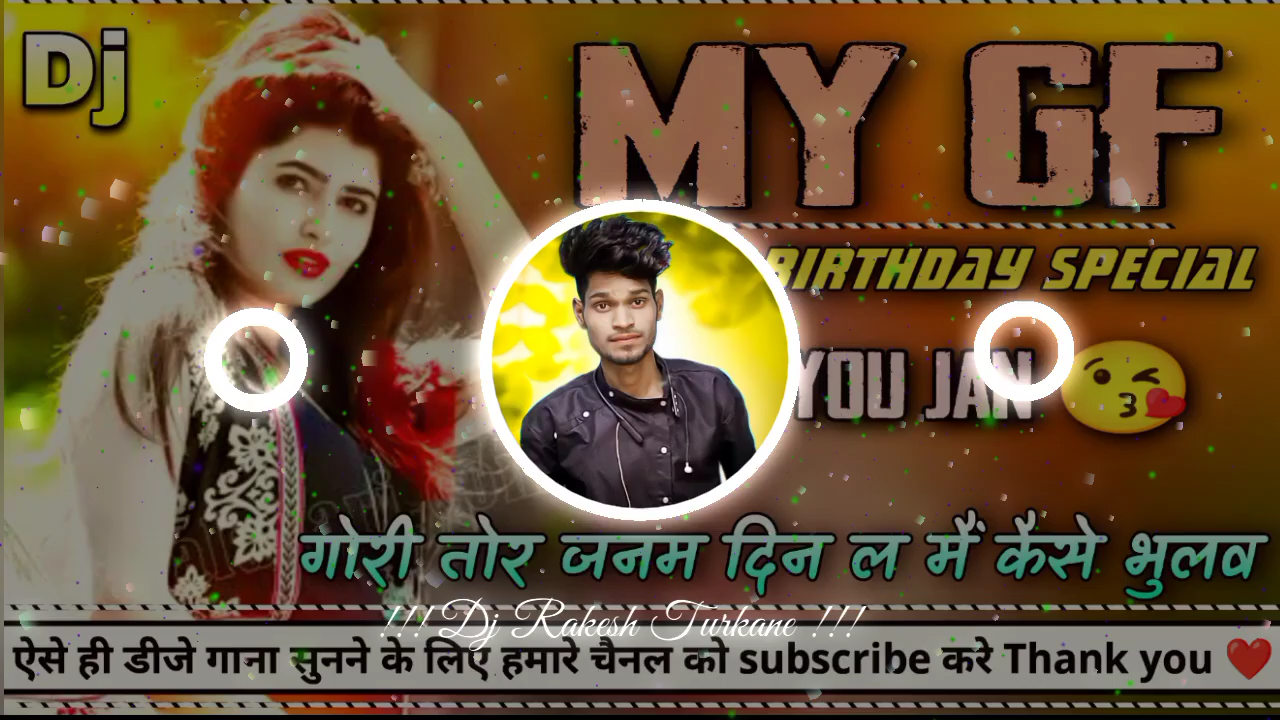 Dj
MY GF
BIRTHDAY SPECIAL
YOU JAN
गोरी तोर जनम दिन ल मैं कैसे भुलव
!!! Dj Rakesh Turkane !!!
ऐसे ही डीजे गाना सुनने के लिए हमारे चैनल को subscribe करे Thank you